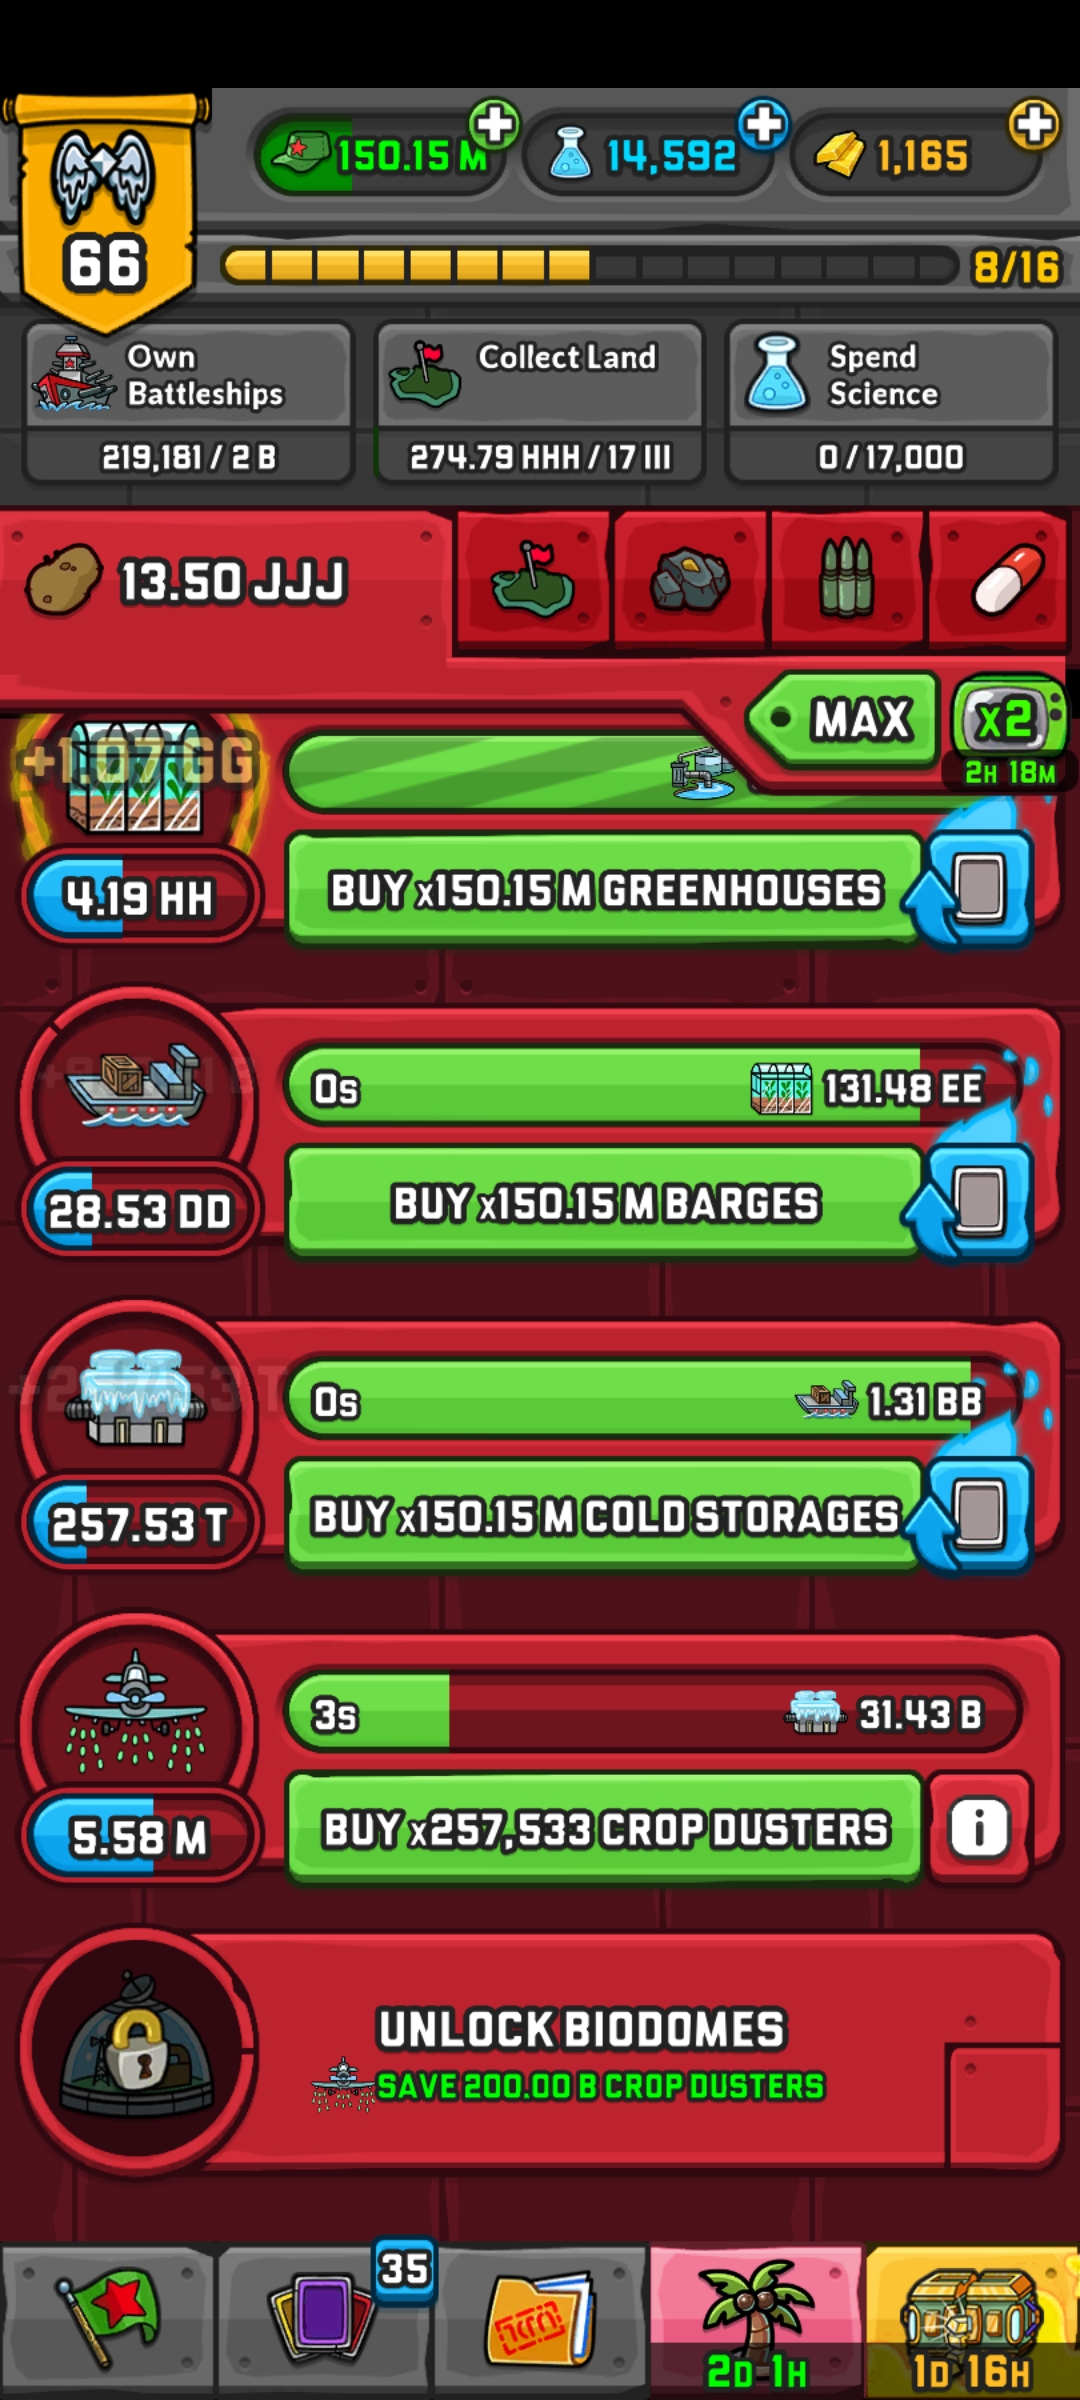 150.15 M
14,592
1,165
66
8/16
Own
Battleships
219,181 / 2 B
Collect Land
274.79 HHH / 17 III
Spend
Science
0 / 17,000
13.50 JJJ
MAX
x2
2H 18M
+1.07 GG
4.19 HH
BUY x150.15 M GREENHOUSES
0s
131.48 EE
28.53 DD
BUY x150.15 M BARGES
0s
1.31 BB
257.53 T
BUY x150.15 M COLD STORAGES
3s
31.43 B
5.58 M
BUY x257,533 CROP DUSTERS
i
UNLOCK BIODOMES
SAVE 200.00 B CROP DUSTERS
35
2D 1H
1D 16H